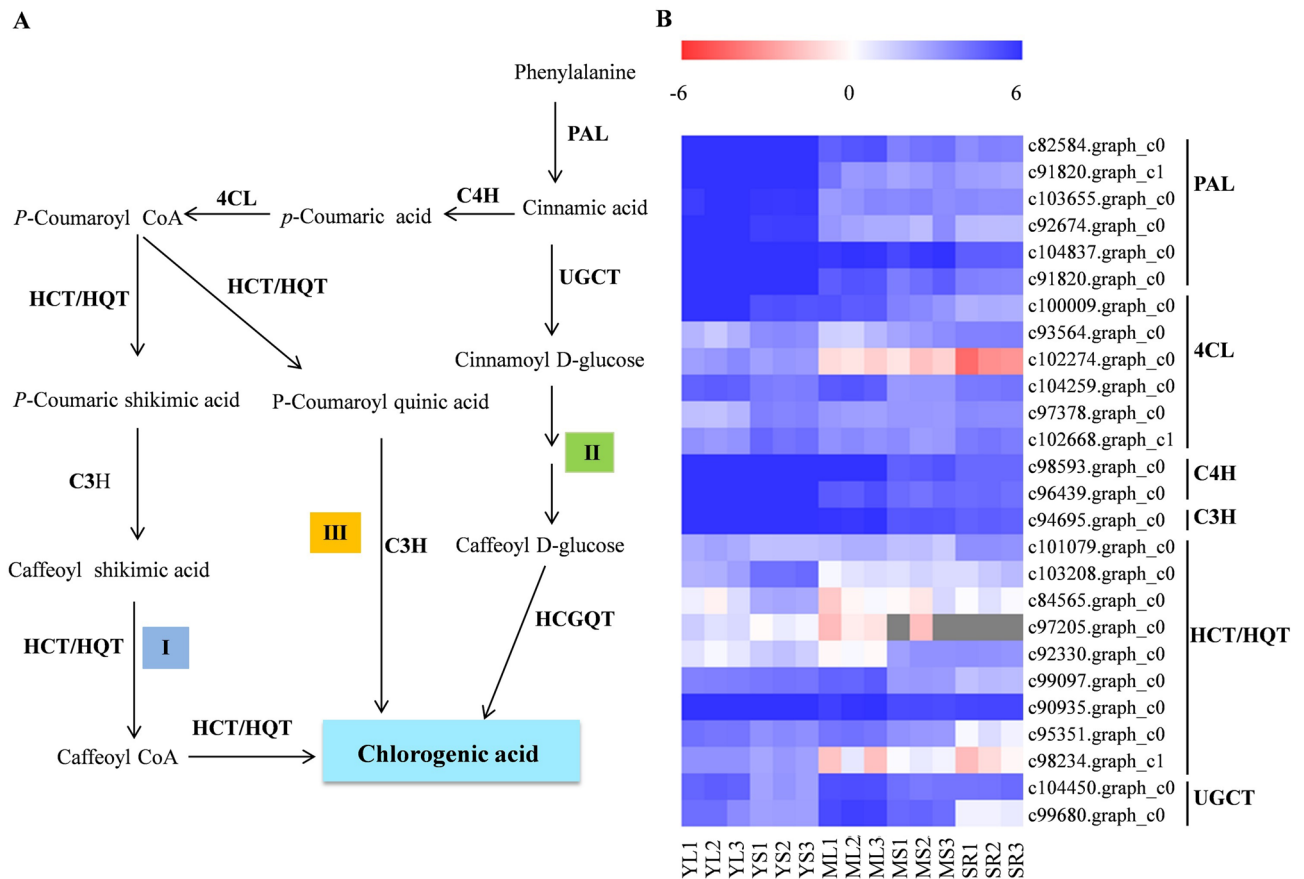 A
Phenylalanine
PAL
Cinnamic acid
C4H
p-Coumaric acid
4CL
P-Coumaroyl CoA
HCT/HQT
HCT/HQT
UGCT
Cinnamoyl D-glucose
P-Coumaric shikimic acid
P-Coumaroyl quinic acid
II
C3H
III
C3H
Caffeoyl D-glucose
Caffeoyl shikimic acid
HCT/HQT
I
HCGQT
Caffeoyl CoA
HCT/HQT
Chlorogenic acid
B
-6 0 6
c82584.graph_c0
c91820.graph_c1
c103655.graph_c0
c92674.graph_c0
c104837.graph_c0
c91820.graph_c0
PAL
c100009.graph_c0
c93564.graph_c0
c102274.graph_c0
c104259.graph_c0
c97378.graph_c0
c102668.graph_c1
4CL
c98593.graph_c0
c96439.graph_c0
C4H
c94695.graph_c0
C3H
c101079.graph_c0
c103208.graph_c0
c84565.graph_c0
c97205.graph_c0
c92330.graph_c0
c99097.graph_c0
c90935.graph_c0
c95351.graph_c0
c98234.graph_c1
HCT/HQT
c104450.graph_c0
c99680.graph_c0
UGCT
YL1 YL2 YL3 YS1 YS2 YS3 ML1 ML2 ML3 MS1 MS2 MS3 SR1 SR2 SR3